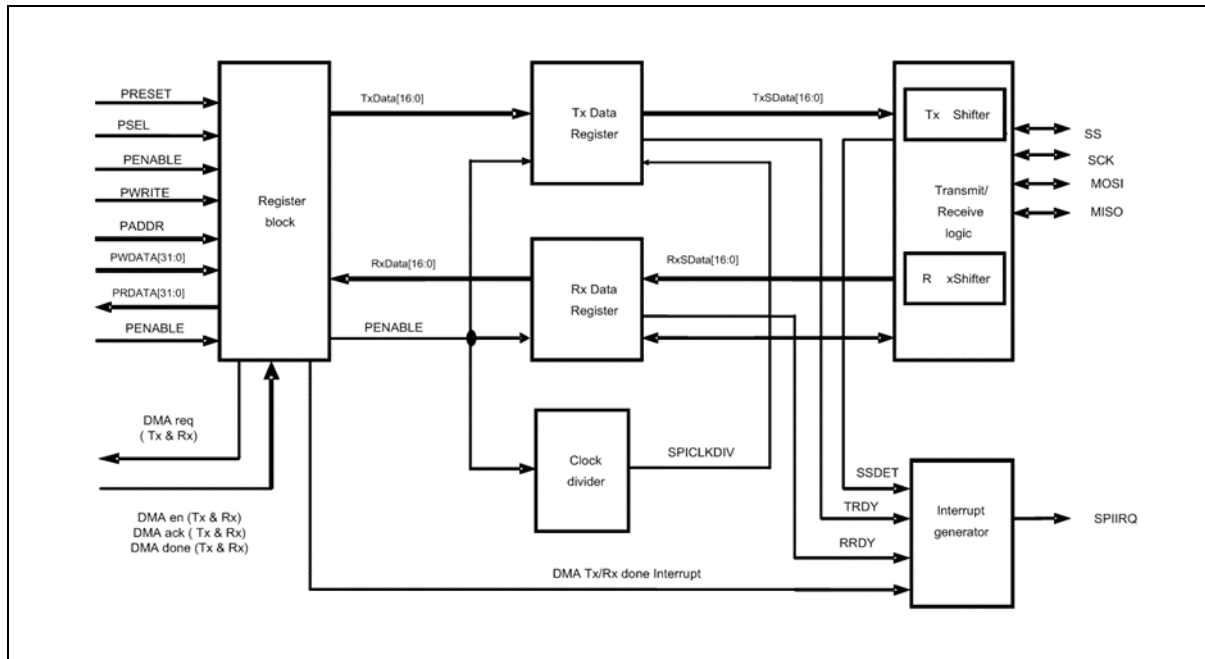 PRESET
PSEL
PENABLE
PWRITE
PADDR
PWDATA[31:0]
PRDATA[31:0]
PENABLE
Register
block
DMA req
( Tx & Rx)
DMA en (Tx & Rx)
DMA ack ( Tx & Rx)
DMA done (Tx & Rx)
TxData[16:0]
RxData[16:0]
PENABLE
Tx Data
Register
Rx Data
Register
Clock
divider
SPICLKDIV
DMA Tx/Rx done Interrupt
TxSData[16:0]
RxSData[16:0]
Tx Shifter
Transmit/
Receive
logic
R xShifter
SS
SCK
MOSI
MISO
SSDET
TRDY
RRDY
Interrupt
generator
SPIIRQ